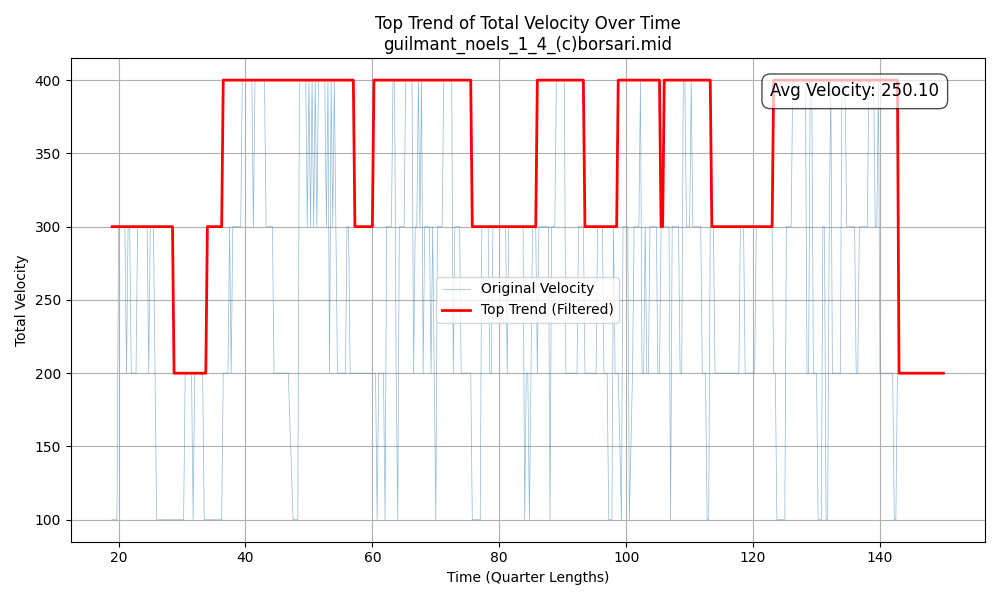 Top Trend of Total Velocity Over Time
guilmant_noels_1_4_(c)borsari.mid
Avg Velocity: 250.10
400
350
300
250
200
150
100
Total Velocity
Original Velocity
Top Trend (Filtered)
20 40 60 80 100 120 140
Time (Quarter Lengths)